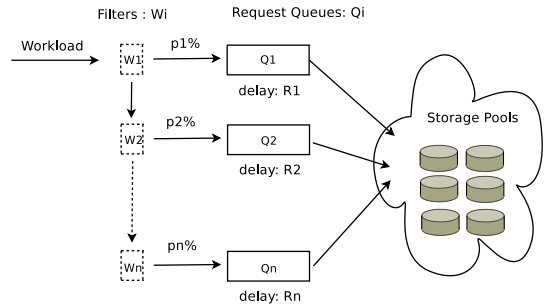 Filters : Wi
Request Queues: Qi
Workload
W1
p1%
Q1
delay: R1
Storage Pools
W2
p2%
Q2
delay: R2
Wn
pn%
Qn
delay: Rn